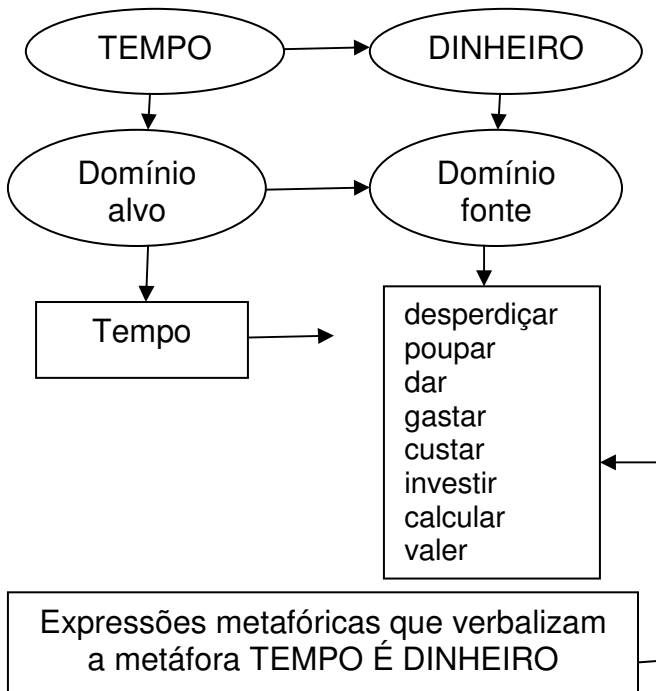 TEMPO
DINHEIRO
Domínio
alvo
Domínio
fonte
Tempo
desperdiçar
poupar
dar
gastar
custar
investir
calcular
valer
Expressões metafóricas que verbalizam
a metáfora TEMPO É DINHEIRO